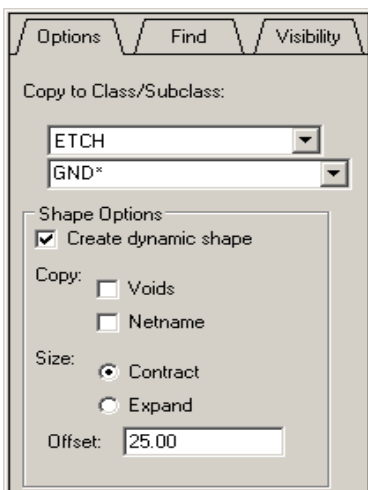 Options Find Visibility
Copy to Class/Subclass:
ETCH
GND*
Shape Options
Create dynamic shape
Copy: Voids
Netname
Size: Contract
Expand
Offset: 25.00